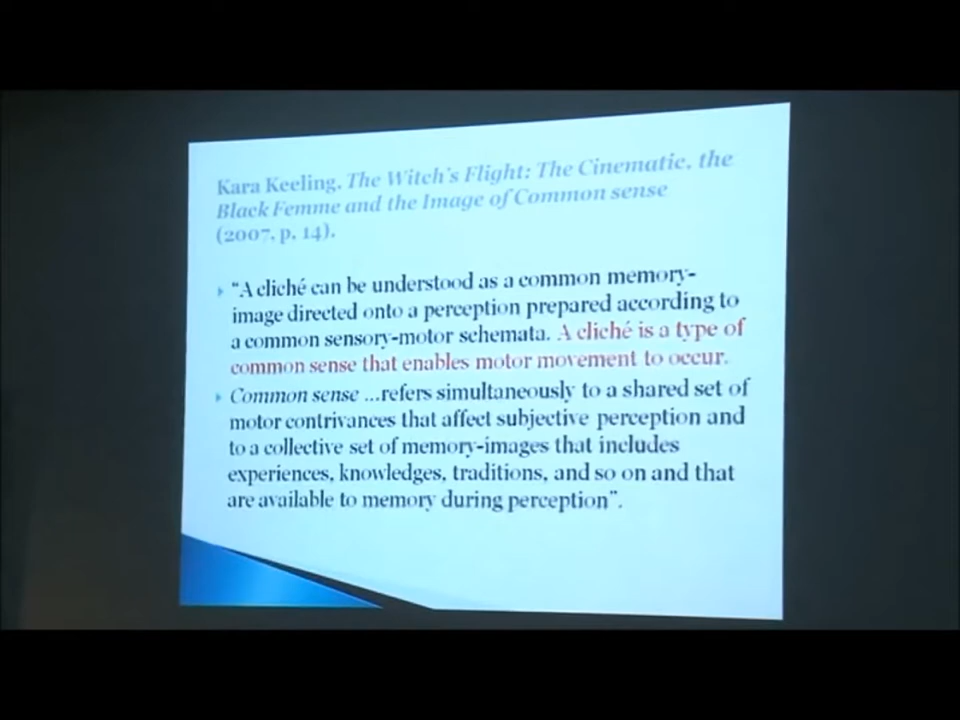 Kara Keeling. The Witch's Flight: The Cinematic, the
Black Femme and the Image of Common sense
(2007, p. 14).
"A cliché can be understood as a common memory-
image directed onto a perception prepared according to
a common sensory-motor schemata. A cliché is a type of
common sense that enables motor movement to occur.
Common sense ...refers simultaneously to a shared set of
motor contrivances that affect subjective perception and
to a collective set of memory-images that includes
experiences, knowledges, traditions, and so on and that
are available to memory during perception".